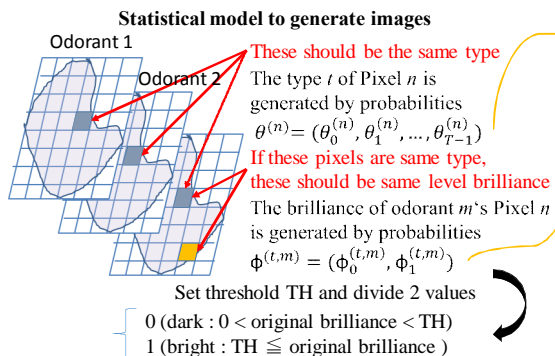 Statistical model to generate images
Odorant 1
Odorant 2
These should be the same type
The type t of Pixel n is
generated by probabilities
θ^(n) = (θ_0^(n), θ_1^(n), …, θ_{T-1}^(n))
If these pixels are same type,
these should be same level brilliance
The brilliance of odorant m‘s Pixel n
is generated by probabilities
ϕ^(t,m) = (ϕ_0^(t,m), ϕ_1^(t,m))
Set threshold TH and divide 2 values
0 (dark : 0 < original brilliance < TH)
1 (bright : TH ≦ original brilliance )